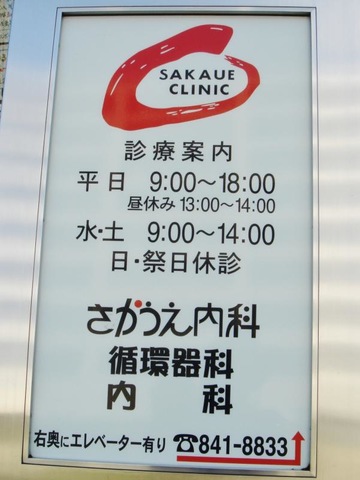 SAKAUE
CLINIC
診療案内
平日 9:00〜18:00
昼休み 13:00〜14:00
水・土 9:00〜14:00
日・祭日休診
さかうえ内科
循環器科
内科
右奥にエレベーター有り ☎841-8833